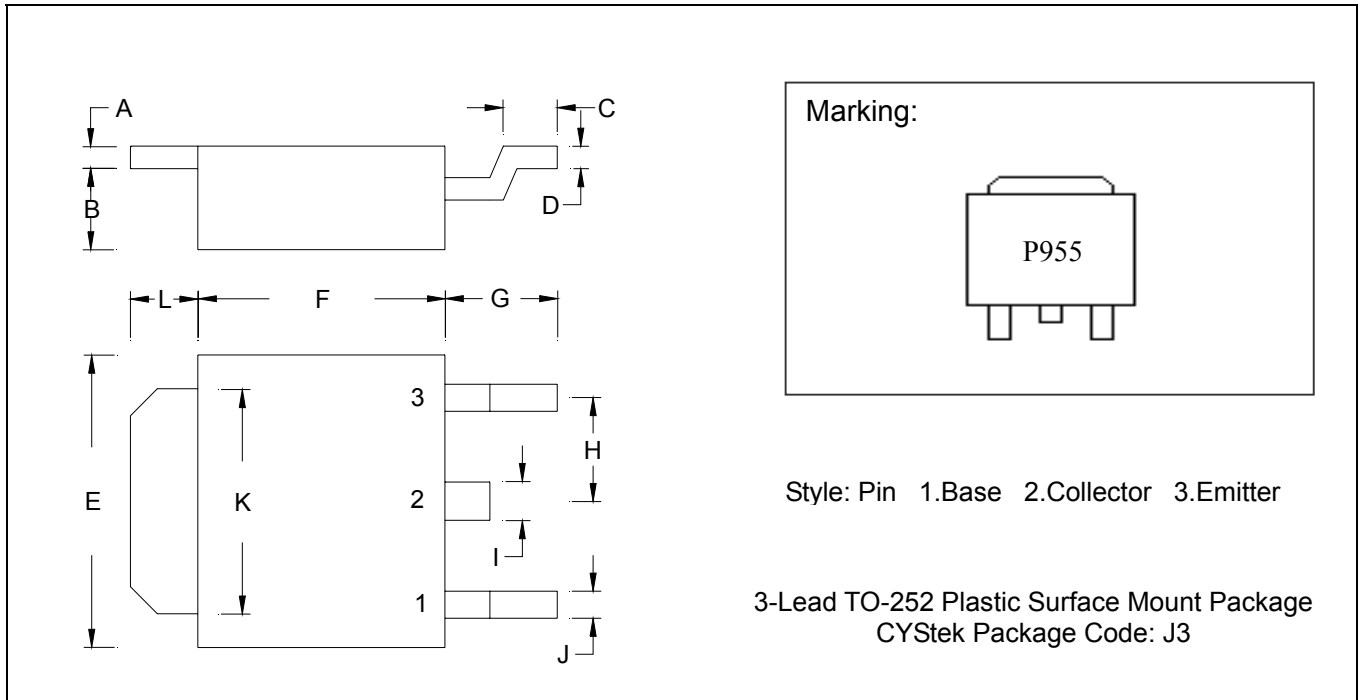 A
C
B
D
L
F
G
3
H
E
K
2
I
1
J
Marking:
P955
Style: Pin 1.Base 2.Collector 3.Emitter
3-Lead TO-252 Plastic Surface Mount Package
CYStek Package Code: J3